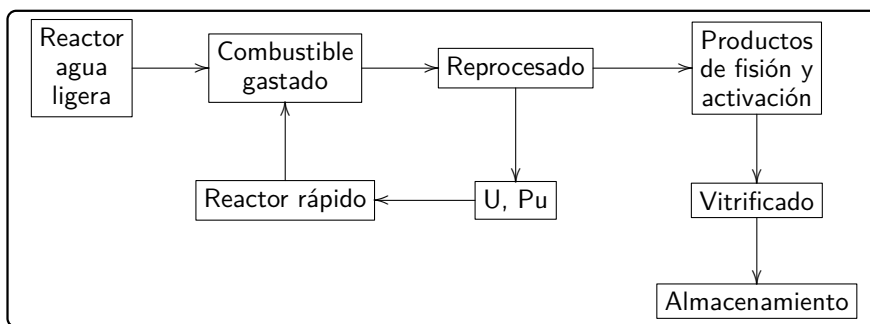 Reactor
agua
ligera
Combustible
gastado
Reprocesado
Productos
de fisión y
activación
Reactor rápido
U, Pu
Vitrificado
Almacenamiento